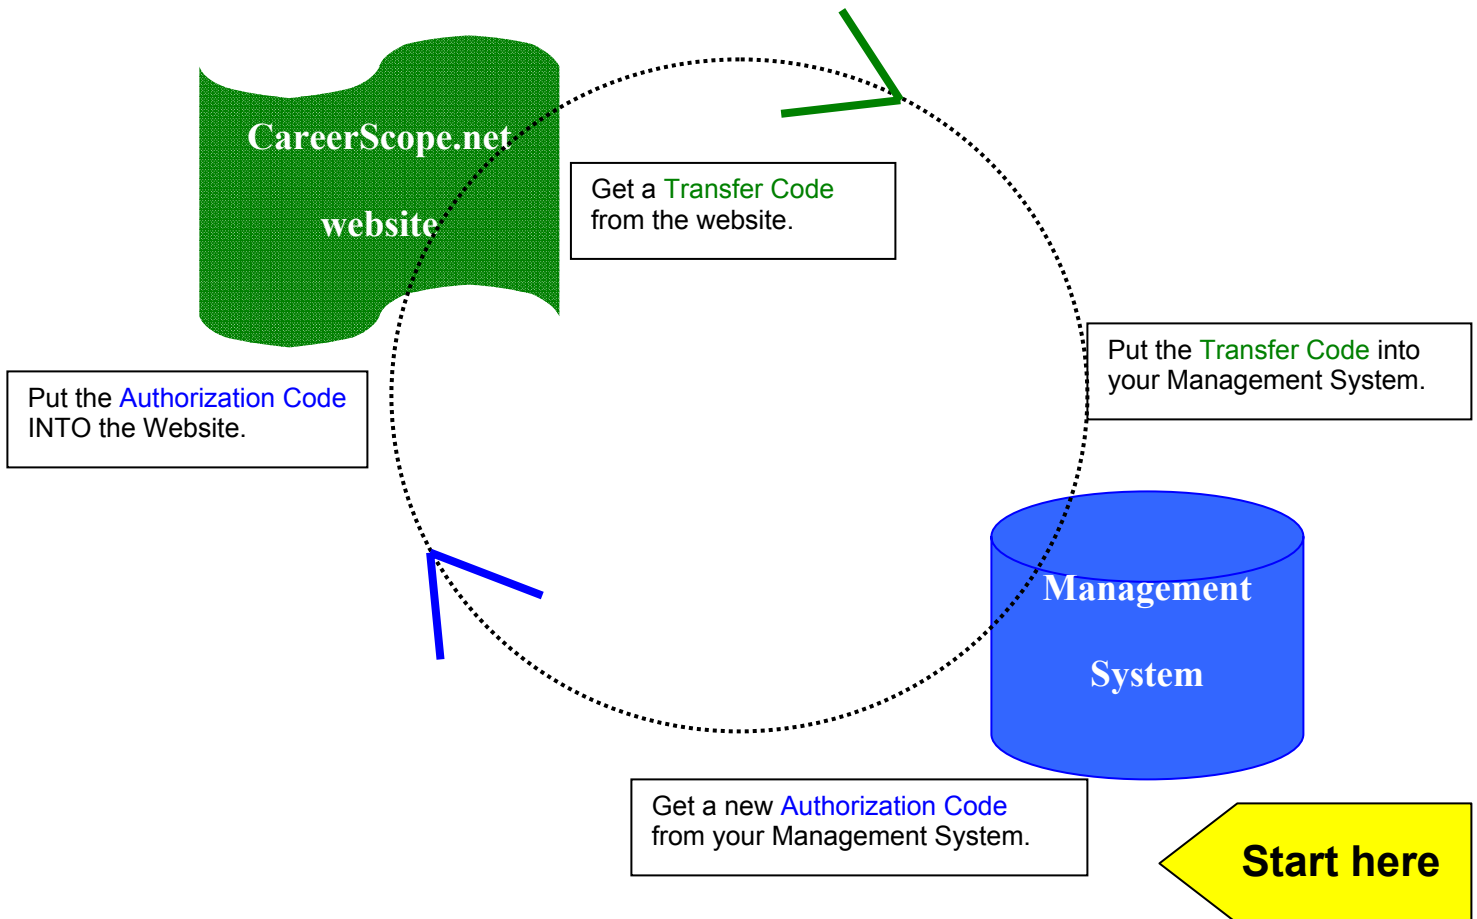 CareerScope.net
website
Get a Transfer Code
from the website.
Put the Transfer Code into
your Management System.
Put the Authorization Code
INTO the Website.
Management
System
Get a new Authorization Code
from your Management System.
Start here